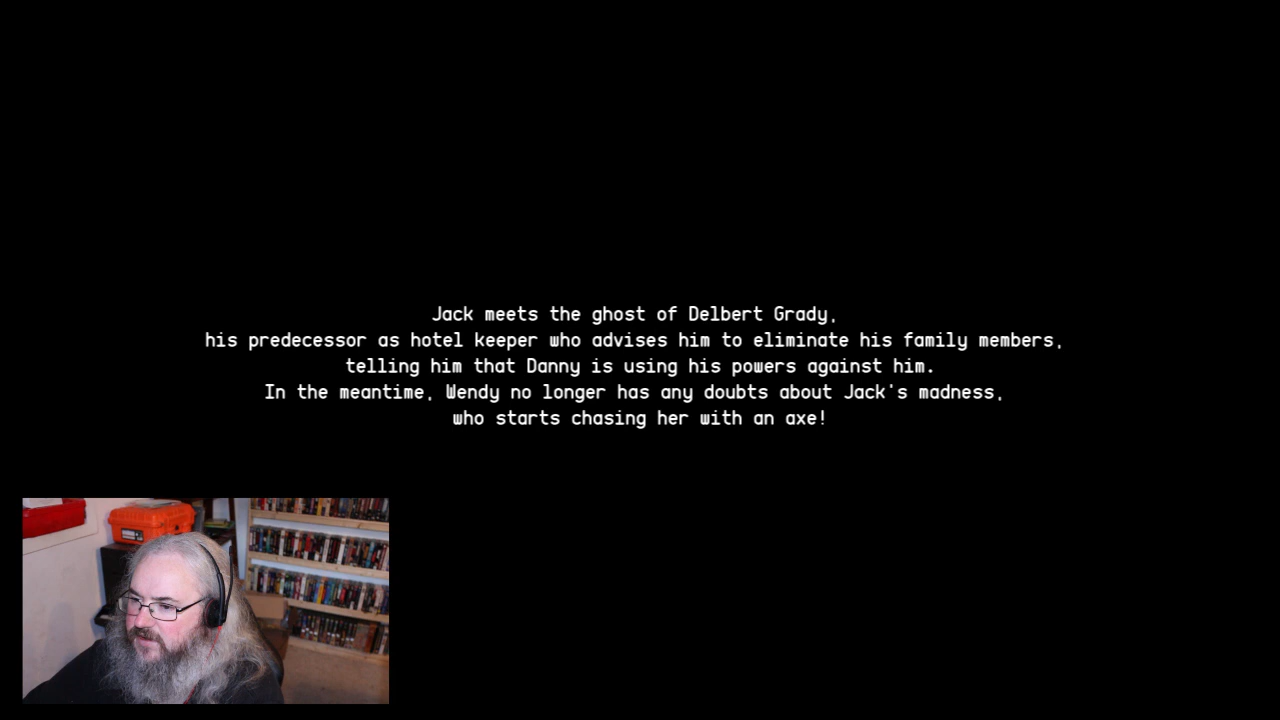 Jack meets the ghost of Delbert Grady,
his predecessor as hotel keeper who advises him to eliminate his family members,
telling him that Danny is using his powers against him.
In the meantime, Wendy no longer has any doubts about Jack's madness,
who starts chasing her with an axe!